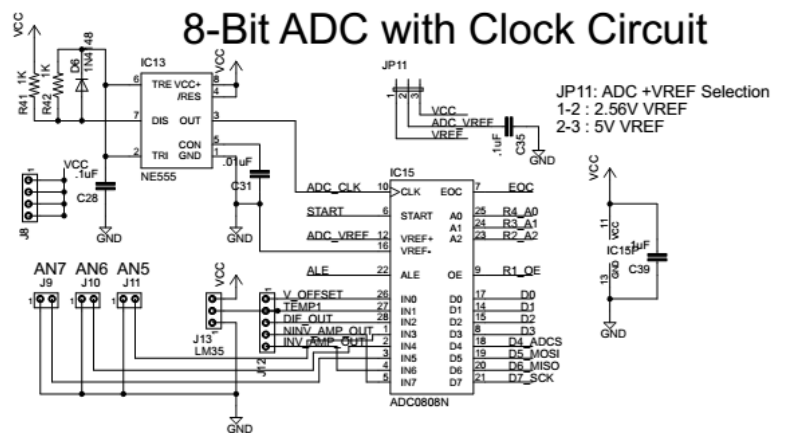 8-Bit ADC with Clock Circuit
VCC
R41 1K
R42 1K
D6
1N4148
IC13
6 TRE VCC+ 8
/RES 4
7 DIS OUT 3
CON 5
2 TRI GND 1
NE555
VCC
.01uF
C31
GND
VCC
.1uF
C28
GND
1
J8
JP11
1 2 3
VCC
ADC_VREF
VREF
.1uF
C35
GND
JP11: ADC +VREF Selection
1-2 : 2.56V VREF
2-3 : 5V VREF
IC15
ADC_CLK 10 CLK EOC 7 EOC
START 6 START A0 25 R4_A0
A1 24 R3_A1
ADC_VREF 12 VREF+ A2 23 R2_A2
16 VREF-
ALE 22 ALE OE 9 R1_OE
V_OFFSET 26 IN0 D0 17 D0
TEMP1 27 IN1 D1 14 D1
DIF_OUT 28 IN2 D2 15 D2
NINV_AMP_OUT 1 IN3 D3 8 D3
INV_AMP_OUT 2 IN4 D4 18 D4_ADCS
3 IN5 D5 19 D5_MOSI
4 IN6 D6 20 D6_MISO
5 IN7 D7 21 D7_SCK
ADC0808N
VCC
11 VCC
IC15P
.1uF
C39
13 GND
GND
AN7 AN6 AN5
J9 J10 J11
1 1 1
VCC
1
J13
LM35
1
J12
GND